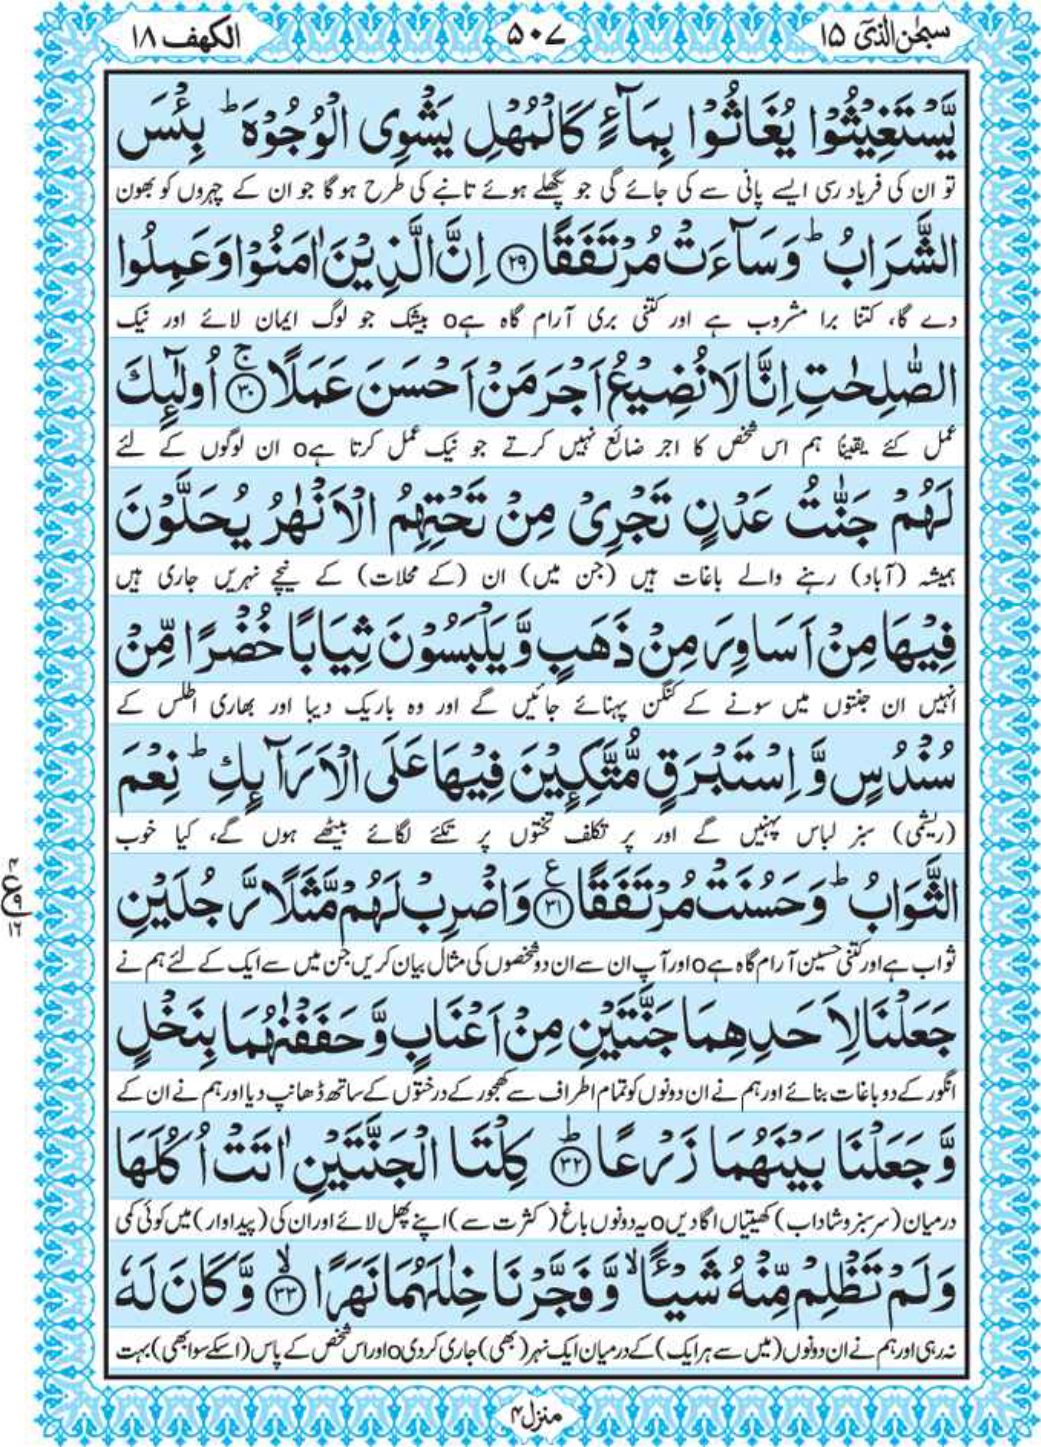 سبحٰن الذیٓ ۱۵
۵۰۷
الکهف ۱۸
یَّسْتَغِیْثُوْا یُغَاثُوْا بِمَآءٍ كَالْمُهْلِ یَشْوِی الْوُجُوْهَ ؕ بِئْسَ
تو ان کی فریاد رسی ایسے پانی سے کی جائے گی جو پگھلے ہوئے تانبے کی طرح ہوگا جو ان کے چہروں کو بھون
الشَّرَابُ ؕ وَ سَآءَتْ مُرْتَفَقًا ﴿۲۹﴾ اِنَّ الَّذِیْنَ اٰمَنُوْا وَ عَمِلُوا
دے گا، کتنا برا مشروب ہے اور کتنی بری آرام گاہ ہےo بیشک جو لوگ ایمان لائے اور نیک
الصّٰلِحٰتِ اِنَّا لَا نُضِیْعُ اَجْرَ مَنْ اَحْسَنَ عَمَلًا ﴿ۚ۳۰﴾ اُولٰٓىِٕكَ
عمل کئے یقینًا ہم اس شخص کا اجر ضائع نہیں کرتے جو نیک عمل کرتا ہےo ان لوگوں کے لئے
لَهُمْ جَنّٰتُ عَدْنٍ تَجْرِیْ مِنْ تَحْتِهِمُ الْاَنْهٰرُ یُحَلَّوْنَ
ہمیشہ (آباد) رہنے والے باغات ہیں (جن میں) ان (کے محلات) کے نیچے نہریں جاری ہیں
فِیْهَا مِنْ اَسَاوِرَ مِنْ ذَهَبٍ وَّ یَلْبَسُوْنَ ثِیَابًا خُضْرًا مِّنْ
انہیں ان جنتوں میں سونے کے کنگن پہنائے جائیں گے اور وہ باریک دیبا اور بھاری اطلس کے
سُنْدُسٍ وَّ اِسْتَبْرَقٍ مُّتَّكِـِٕیْنَ فِیْهَا عَلَی الْاَرَآىِٕكِ ؕ نِعْمَ
(ریشمی) سبز لباس پہنیں گے اور پر تکلف تختوں پر تکئے لگائے بیٹھے ہوں گے، کیا خوب
الثَّوَابُ ؕ وَ حَسُنَتْ مُرْتَفَقًا ﴿۳۱﴾ۧ وَ اضْرِبْ لَهُمْ مَّثَلًا رَّجُلَیْنِ
ثواب ہے اور کتنی حسین آرام گاہ ہےo اور آپ ان سے ان دو شخصوں کی مثال بیان کریں جن میں سے ایک کے لئے ہم نے
جَعَلْنَا لِاَحَدِهِمَا جَنَّتَیْنِ مِنْ اَعْنَابٍ وَّ حَفَفْنٰهُمَا بِنَخْلٍ
انگور کے دو باغات بنائے اور ہم نے ان دونوں کو تمام اطراف سے کھجور کے درختوں کے ساتھ ڈھانپ دیا اور ہم نے ان کے
وَّ جَعَلْنَا بَیْنَهُمَا زَرْعًا ﴿ؕ۳۲﴾ كِلْتَا الْجَنَّتَیْنِ اٰتَتْ اُكُلَهَا
درمیان (سرسبز و شاداب) کھیتیاں اگا دیںo یہ دونوں باغ (کثرت سے) اپنے پھل لائے اور ان کی (پیداوار) میں کوئی کمی
وَ لَمْ تَظْلِمْ مِّنْهُ شَیْـًٔا ۙ وَّ فَجَّرْنَا خِلٰلَهُمَا نَهَرًا ﴿ۙ۳۳﴾ وَّ كَانَ لَهٗ
نہ رہی اور ہم نے ان دونوں (میں سے ہر ایک) کے درمیان ایک نہر (بھی) جاری کر دیo اور اس شخص کے پاس (اسکے سوا بھی) بہت
منزل ۴
۴
ع ۹
۱۶